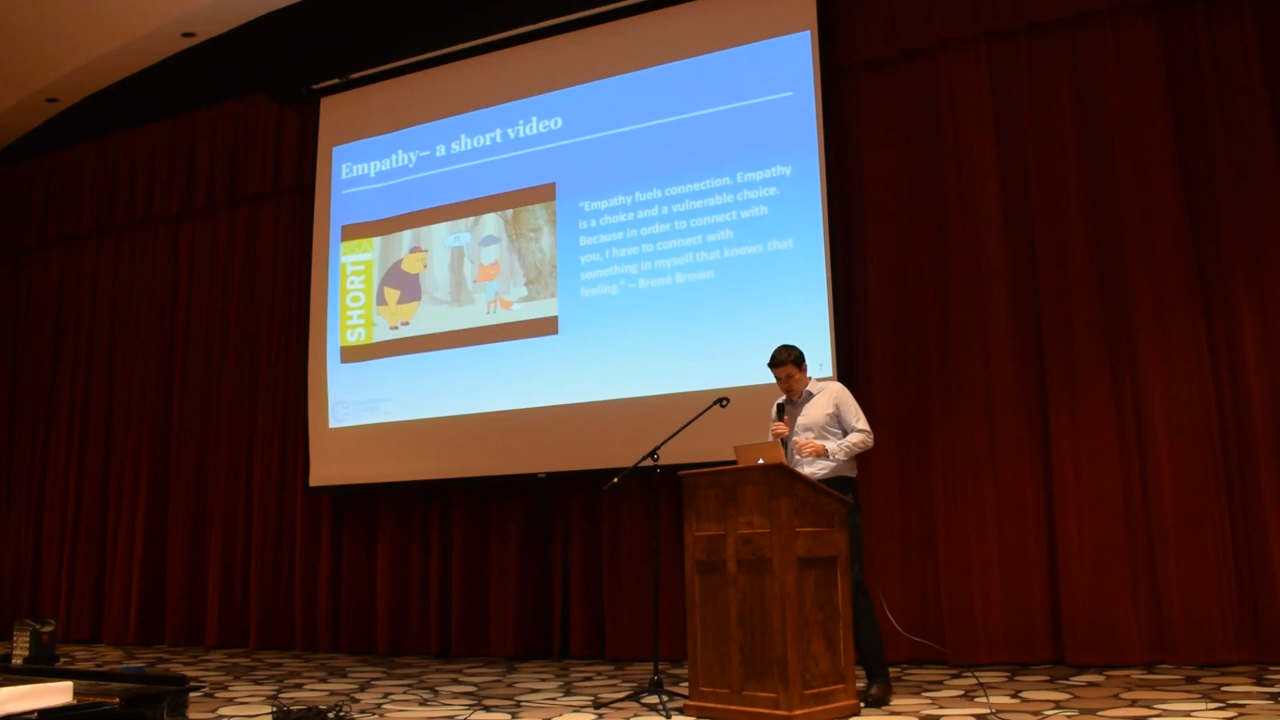 Empathy– a short video
RSA
SHORT
“Empathy fuels connection. Empathy
is a choice and a vulnerable choice.
Because in order to connect with
you, I have to connect with
something in myself that knows that
feeling.” – Brené Brown